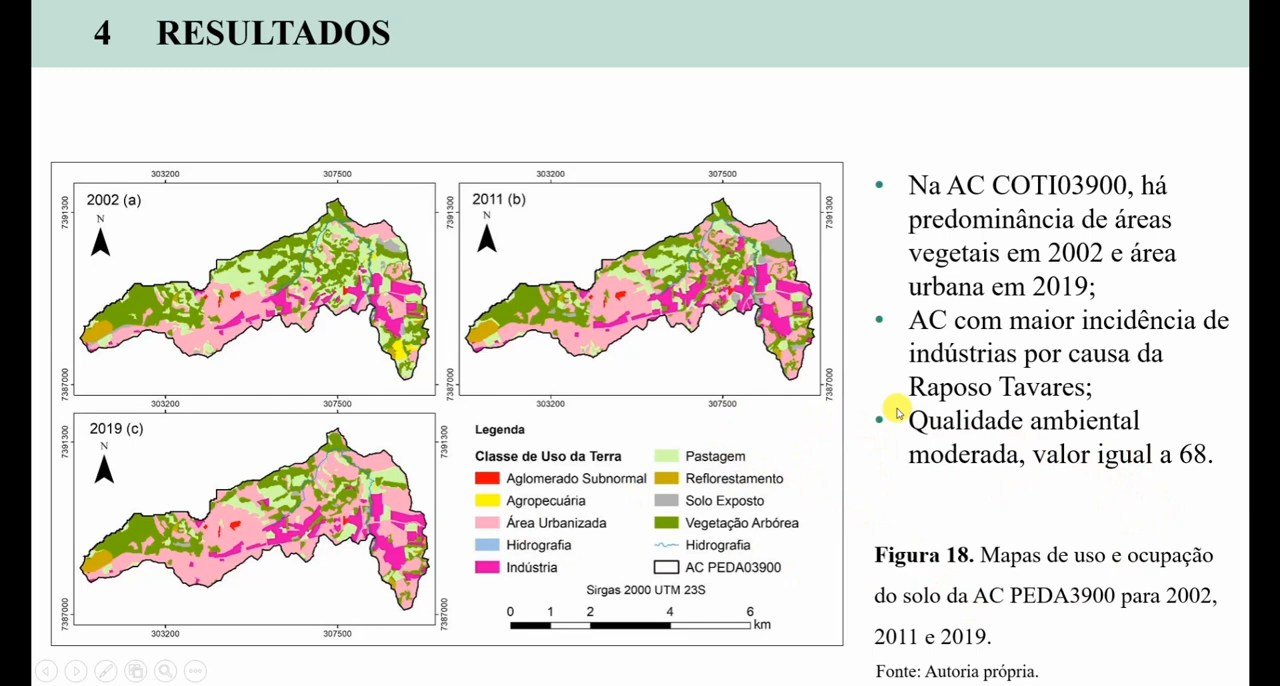 4 RESULTADOS
303200 307500 303200 307500
2002 (a) 2011 (b)
N N
7391300 7391300 7391300
7387000 7387000 7387000
303200 307500 303200 307500
2019 (c)
N
7391300 7391300
7387000 7387000
303200 307500
Legenda
Classe de Uso da Terra
Aglomerado Subnormal
Agropecuária
Área Urbanizada
Hidrografia
Indústria
Pastagem
Reflorestamento
Solo Exposto
Vegetação Arbórea
Hidrografia
AC PEDA03900
Sirgas 2000 UTM 23S
0 1 2 4 6
km
• Na AC COTI03900, há
predominância de áreas
vegetais em 2002 e área
urbana em 2019;
• AC com maior incidência de
indústrias por causa da
Raposo Tavares;
• Qualidade ambiental
moderada, valor igual a 68.
Figura 18. Mapas de uso e ocupação
do solo da AC PEDA3900 para 2002,
2011 e 2019.
Fonte: Autoria própria.